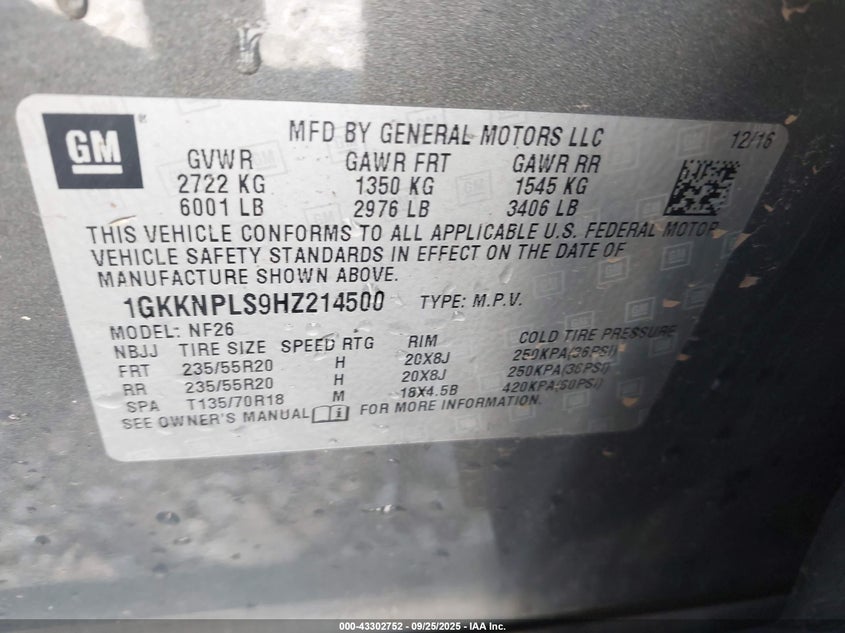 GM ®
MFD BY GENERAL MOTORS LLC 12/16
GVWR GAWR FRT GAWR RR
2722 KG 1350 KG 1545 KG
6001 LB 2976 LB 3406 LB
THIS VEHICLE CONFORMS TO ALL APPLICABLE U.S. FEDERAL MOTOR
VEHICLE SAFETY STANDARDS IN EFFECT ON THE DATE OF
MANUFACTURE SHOWN ABOVE.
1GKKNPLS9HZ214500 TYPE: M.P.V.
MODEL: NF26
NBJJ TIRE SIZE SPEED RTG RIM COLD TIRE PRESSURE
FRT 235/55R20 H 20X8J 250KPA(36PSI)
RR 235/55R20 H 20X8J 250KPA(36PSI)
SPA T135/70R18 M 18X4.5B 420KPA(60PSI)
SEE OWNER'S MANUAL FOR MORE INFORMATION.
000-43302752 - 09/25/2025 - IAA Inc.